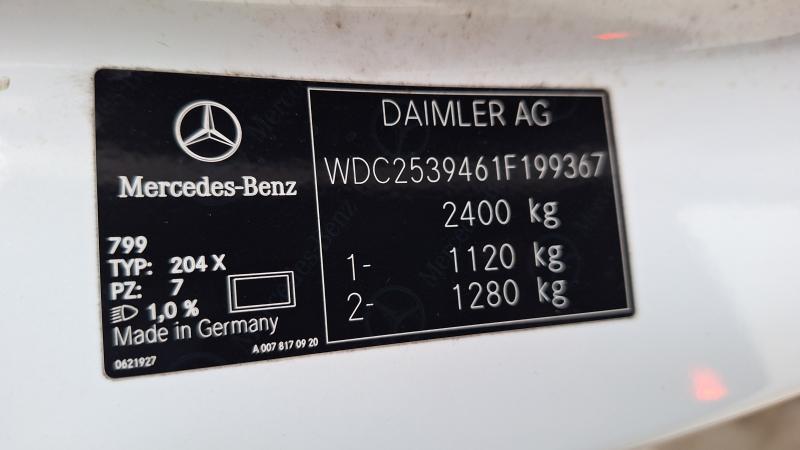 Mercedes-Benz
799
TYP: 204 X
PZ: 7
1,0 %
Made in Germany
0621927
A 007 817 09 20
DAIMLER AG
WDC2539461F199367
2400 kg
1- 1120 kg
2- 1280 kg